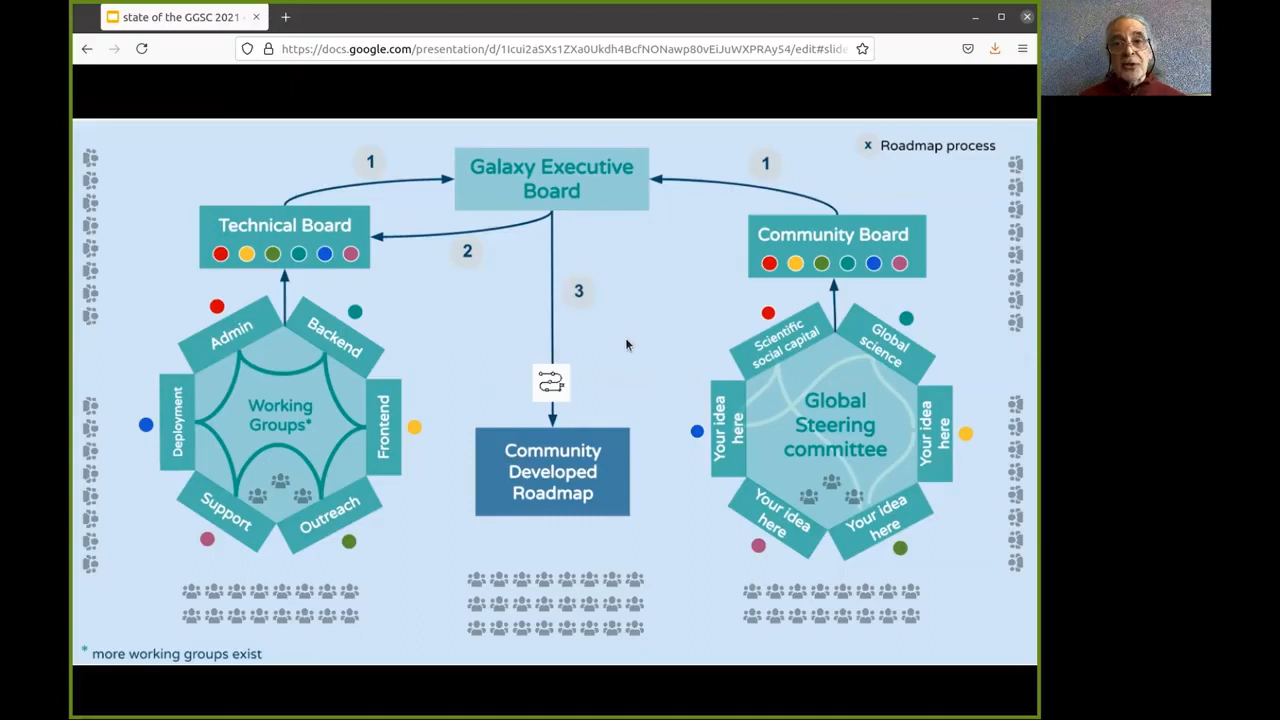 state of the GGSC 2021
https://docs.google.com/presentation/d/1Icui2aSXs1ZXa0Ukdh4BcfNONawp80vEiJuWXPRAy54/edit#slide
x Roadmap process
1
Galaxy Executive
Board
1
Technical Board
2
Community Board
3
Admin
Backend
Deployment
Working
Groups*
Frontend
Support
Outreach
Community
Developed
Roadmap
Scientific
social capital
Global
science
Your idea
here
Global
Steering
committee
Your idea
here
Your idea
here
Your idea
here
* more working groups exist